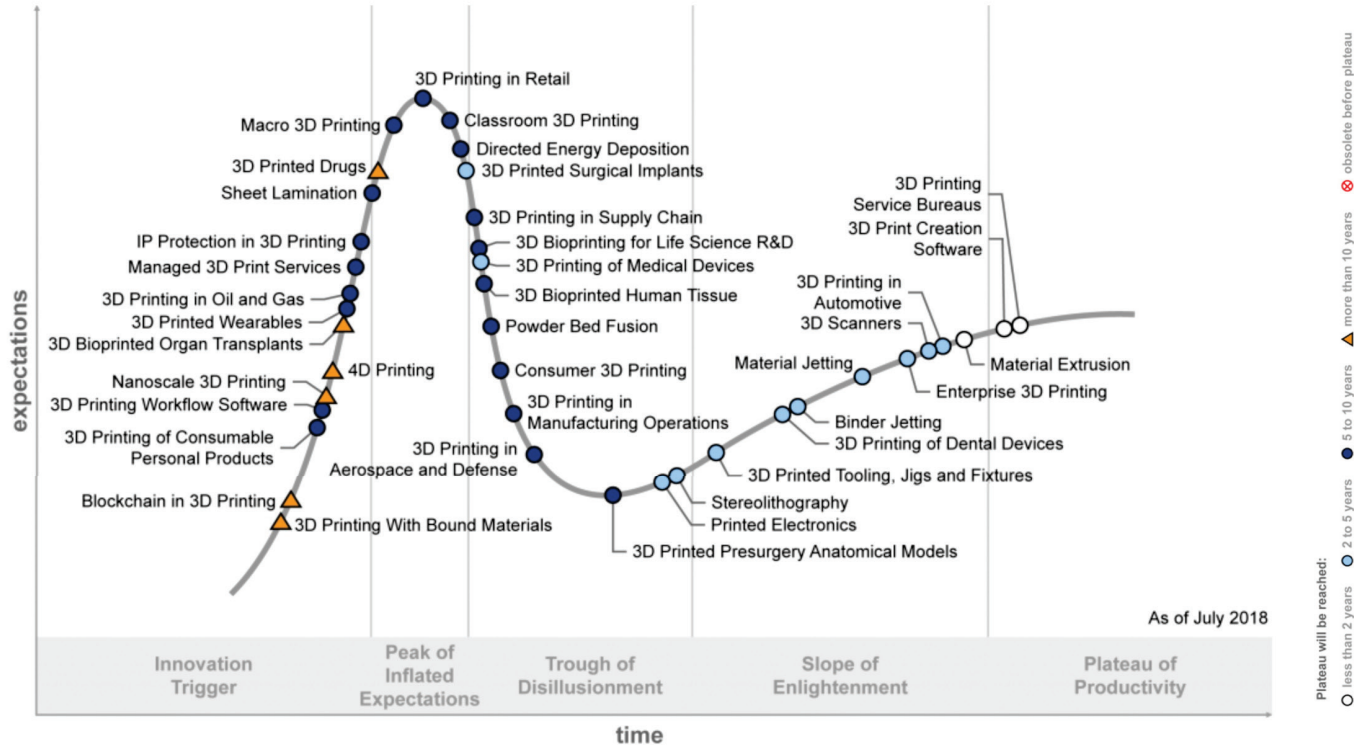 expectations
3D Printing in Retail
Macro 3D Printing
Classroom 3D Printing
Directed Energy Deposition
3D Printed Drugs
3D Printed Surgical Implants
Sheet Lamination
3D Printing in Supply Chain
IP Protection in 3D Printing
3D Bioprinting for Life Science R&D
Managed 3D Print Services
3D Printing of Medical Devices
3D Printing in Oil and Gas
3D Bioprinted Human Tissue
3D Printed Wearables
Powder Bed Fusion
3D Bioprinted Organ Transplants
4D Printing
Consumer 3D Printing
Nanoscale 3D Printing
3D Printing Workflow Software
3D Printing in
Manufacturing Operations
3D Printing of Consumable
Personal Products
3D Printing in
Aerospace and Defense
Blockchain in 3D Printing
3D Printing With Bound Materials
3D Printing
Service Bureaus
3D Print Creation
Software
3D Printing in
Automotive
3D Scanners
Material Jetting
Material Extrusion
Enterprise 3D Printing
Binder Jetting
3D Printing of Dental Devices
3D Printed Tooling, Jigs and Fixtures
Stereolithography
Printed Electronics
3D Printed Presurgery Anatomical Models
As of July 2018
Innovation
Trigger
Peak of
Inflated
Expectations
Trough of
Disillusionment
Slope of
Enlightenment
Plateau of
Productivity
time
Plateau will be reached:
less than 2 years
2 to 5 years
5 to 10 years
more than 10 years
obsolete before plateau